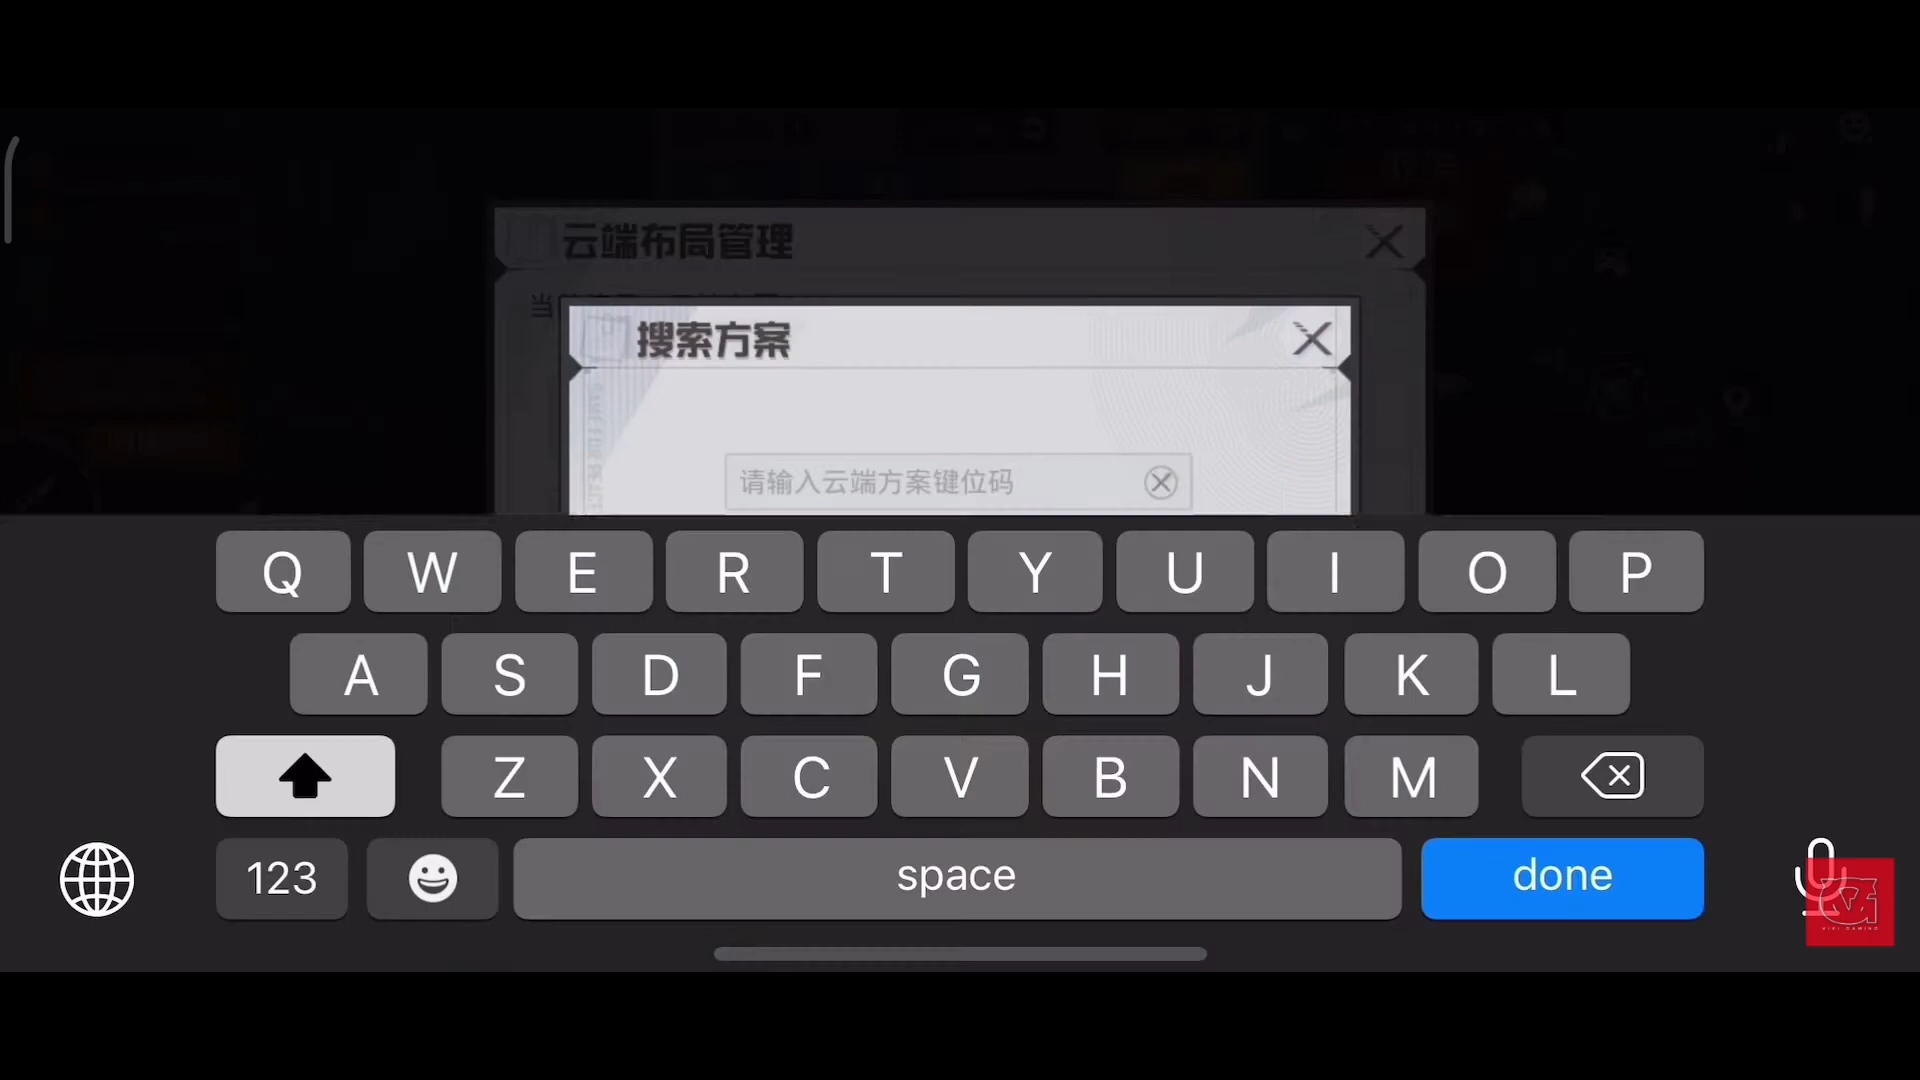 云端布局管理
当
搜索方案
请输入云端方案键位码
Q W E R T Y U I O P
A S D F G H J K L
Z X C V B N M
123 space done